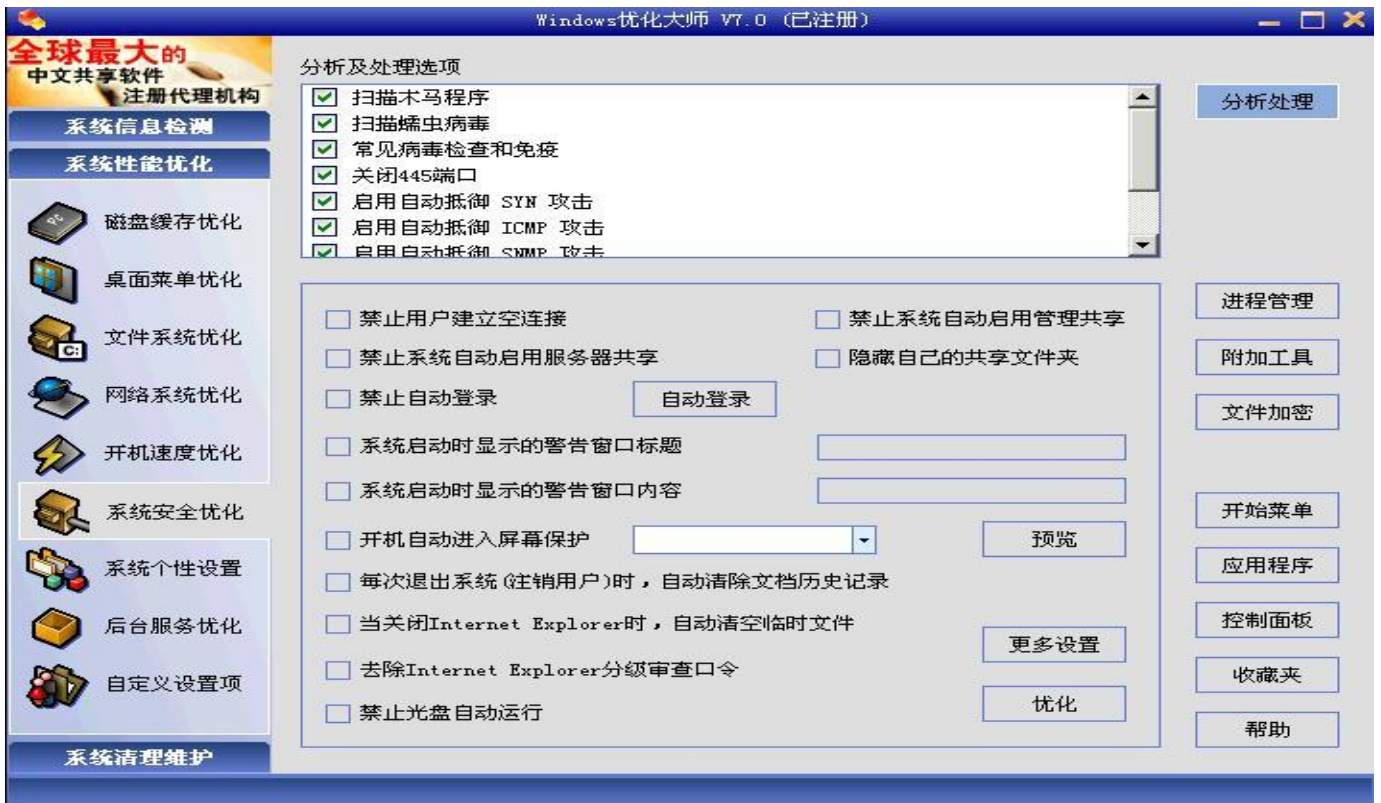 Windows优化大师 V7.0 (已注册)
全球最大的
中文共享软件
注册代理机构
系统信息检测
系统性能优化
磁盘缓存优化
桌面菜单优化
C:
文件系统优化
网络系统优化
开机速度优化
系统安全优化
系统个性设置
后台服务优化
自定义设置项
系统清理维护
分析及处理选项
扫描木马程序
扫描蠕虫病毒
常见病毒检查和免疫
关闭445端口
启用自动抵御 SYN 攻击
启用自动抵御 ICMP 攻击
启用自动抵御 SNMP 攻击
禁止用户建立空连接 禁止系统自动启用管理共享
禁止系统自动启用服务器共享 隐藏自己的共享文件夹
禁止自动登录 自动登录
系统启动时显示的警告窗口标题
系统启动时显示的警告窗口内容
开机自动进入屏幕保护 预览
每次退出系统(注销用户)时，自动清除文档历史记录
当关闭Internet Explorer时，自动清空临时文件
更多设置
去除Internet Explorer分级审查口令
禁止光盘自动运行 优化
分析处理
进程管理
附加工具
文件加密
开始菜单
应用程序
控制面板
收藏夹
帮助